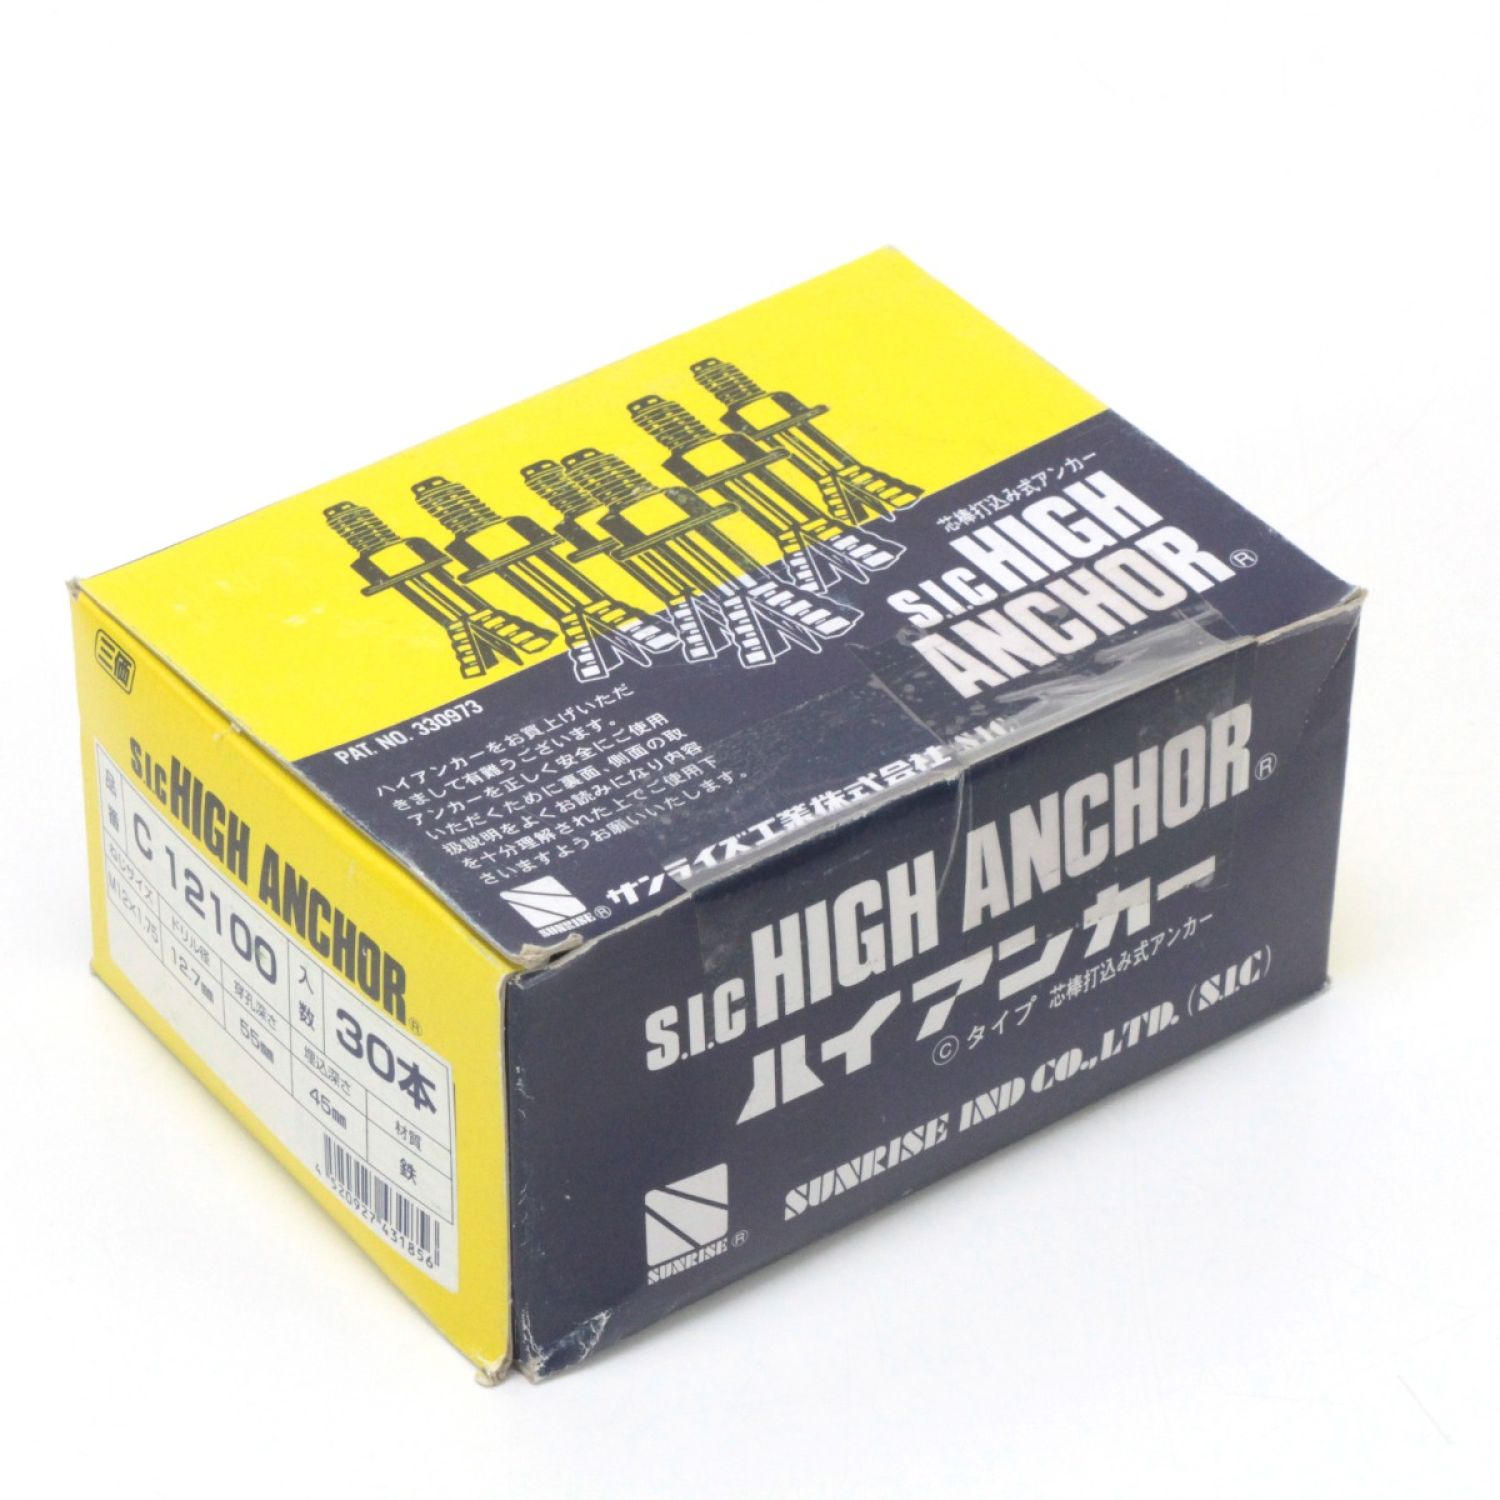 芯棒打込み式アンカー
S.I.C HIGH
ANCHOR®
PAT. NO. 330973
ハイアンカーをお買上げいただ
きまして有難うございます。
アンカーを正しく安全にご使用
いただくために裏面、側面の取
扱説明をよくお読みになり内容
を十分理解された上でご使用下
さいますようお願いいたします。
SUNRISE®
サンライズ工業株式会社 S.I.C
三価
S.I.C HIGH ANCHOR®
品番 C 12100 入数 30本
ねじサイズ ドリル径 穿孔深さ 埋込深さ 材質
M12×1.75 12.7mm 55mm 45mm 鉄
4 520927 431856
S.I.C HIGH ANCHOR®
ハイアンカー
©タイプ 芯棒打込み式アンカー
SUNRISE®
SUNRISE IND CO.,LTD. (S.I.C)